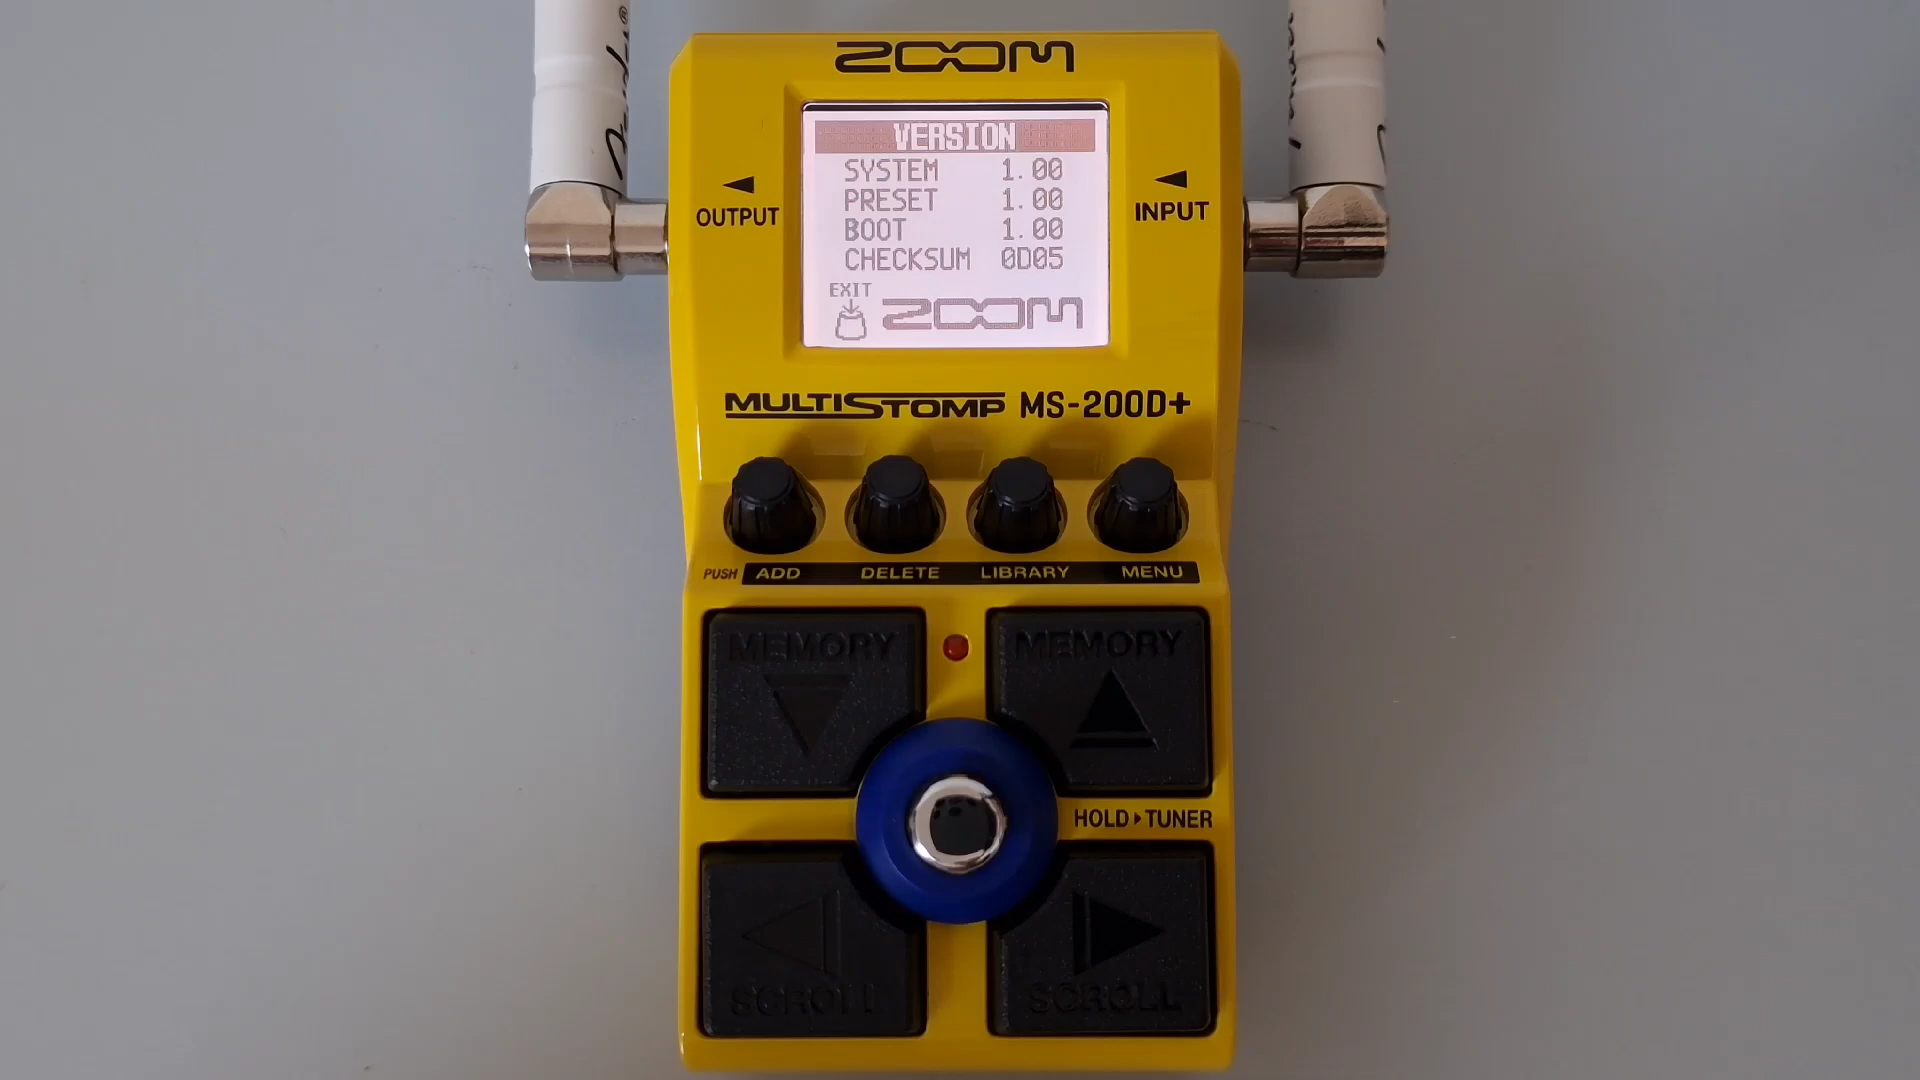 ZOOM
VERSION
SYSTEM 1.00
PRESET 1.00
BOOT 1.00
CHECKSUM 0D05
EXIT
ZOOM
OUTPUT
INPUT
MULTISTOMP MS-200D+
PUSH ADD DELETE LIBRARY MENU
MEMORY
MEMORY
HOLD▸TUNER
SCROLL
SCROLL